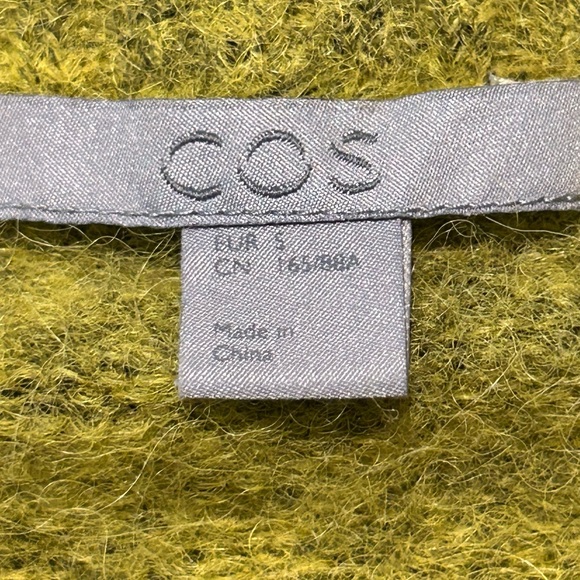 COS
EUR S
CN 165/88A
Made in
China